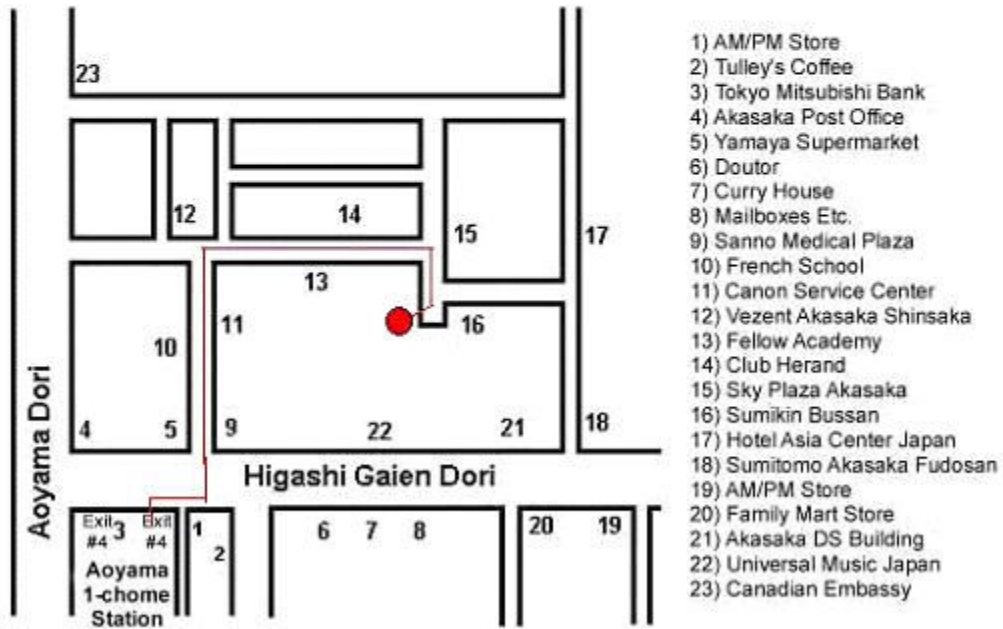 23
12
14
15
17
13
11
16
10
4
5
9
22
21
18
Aoyama Dori
Higashi Gaien Dori
Exit
#4
3
Exit
#4
1
2
6
7
8
20
19
Aoyama
1-chome
Station
1) AM/PM Store
2) Tulley's Coffee
3) Tokyo Mitsubishi Bank
4) Akasaka Post Office
5) Yamaya Supermarket
6) Doutor
7) Curry House
8) Mailboxes Etc.
9) Sanno Medical Plaza
10) French School
11) Canon Service Center
12) Vezent Akasaka Shinsaka
13) Fellow Academy
14) Club Herand
15) Sky Plaza Akasaka
16) Sumikin Bussan
17) Hotel Asia Center Japan
18) Sumitomo Akasaka Fudosan
19) AM/PM Store
20) Family Mart Store
21) Akasaka DS Building
22) Universal Music Japan
23) Canadian Embassy